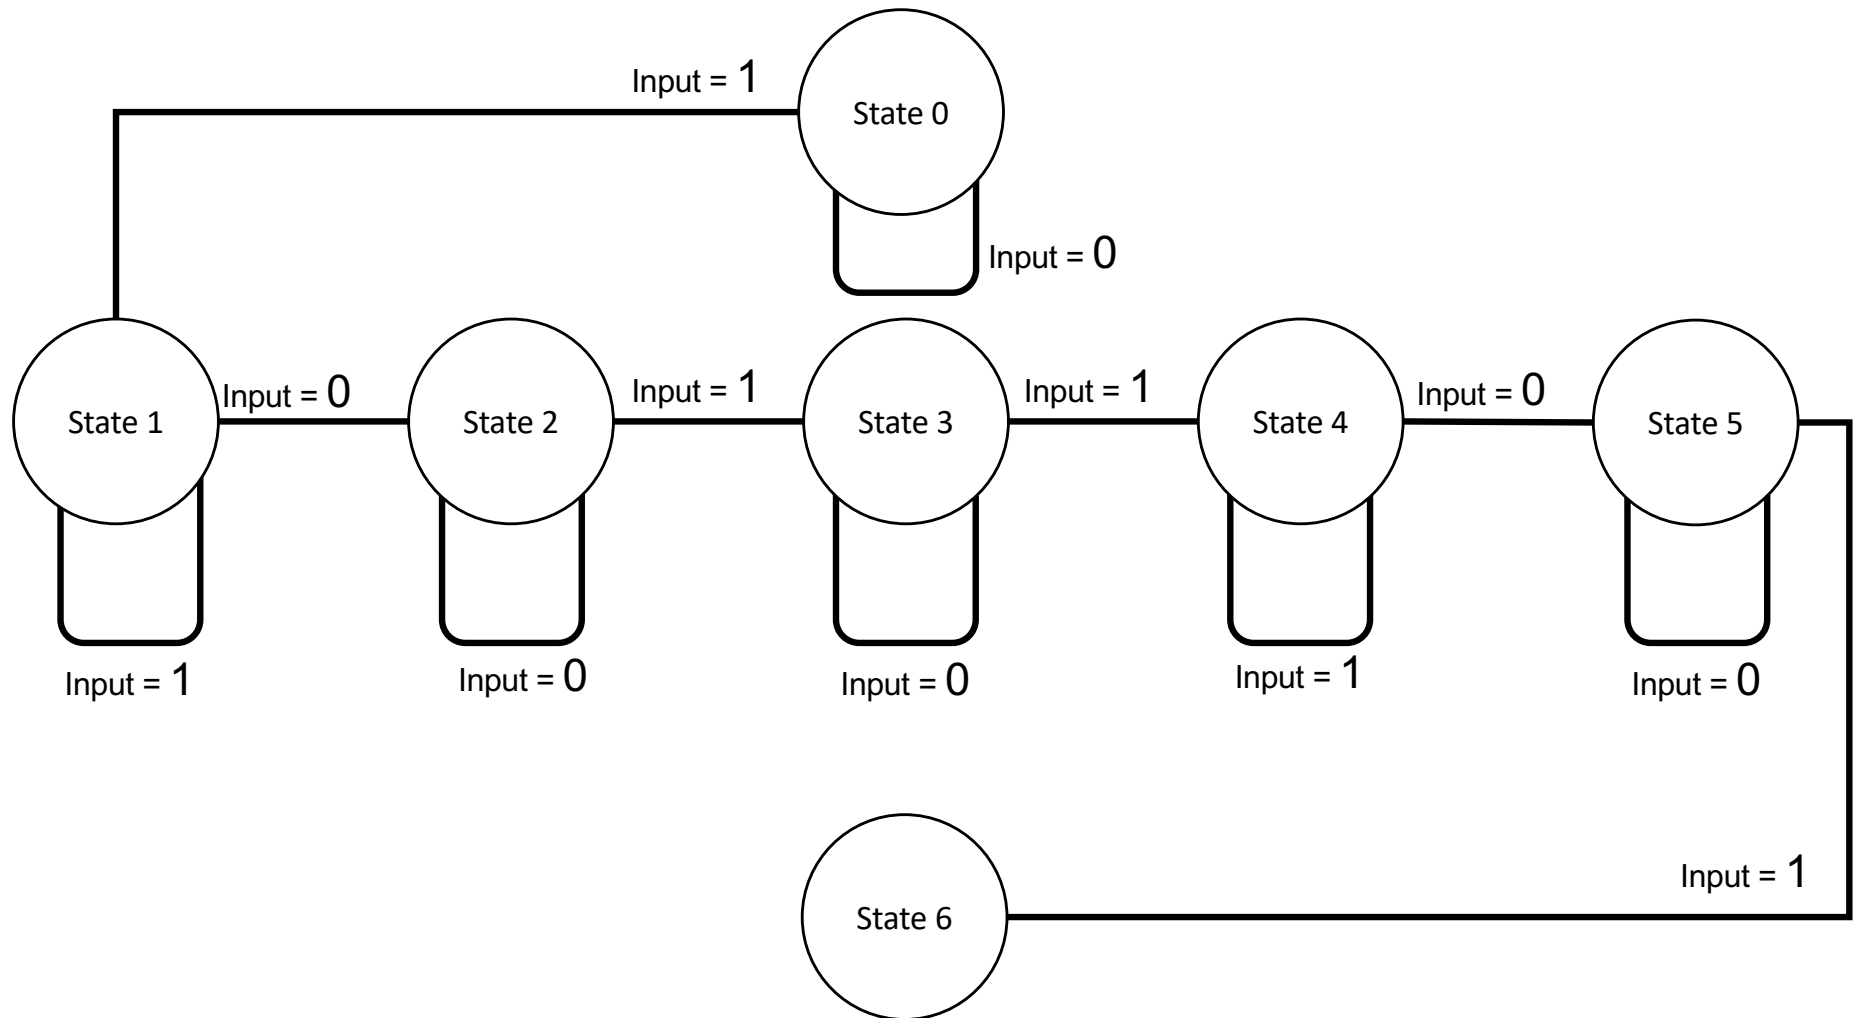 Input = 1
State 0
Input = 0
State 1
Input = 0
State 2
Input = 1
State 3
Input = 1
State 4
Input = 0
State 5
Input = 1
Input = 0
Input = 0
Input = 1
Input = 0
Input = 1
State 6